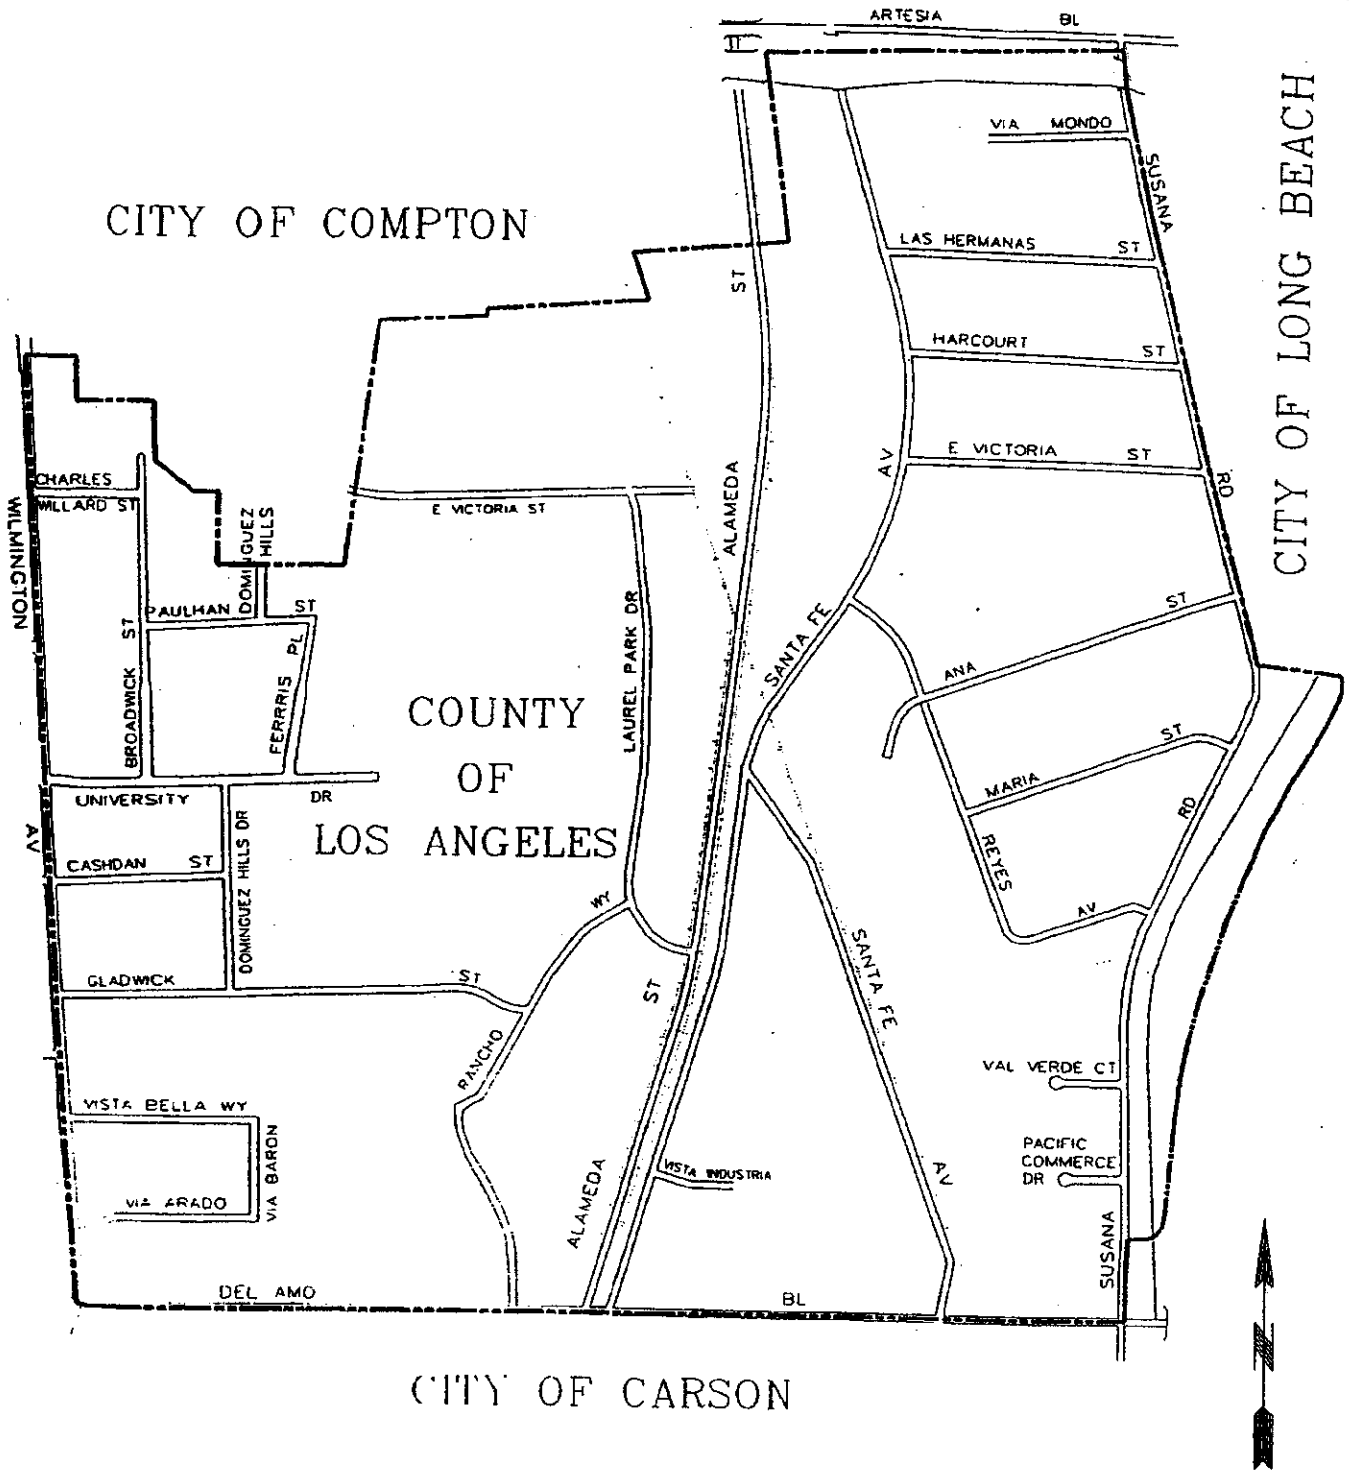 ARTESIA BL
VIA MONDO
SUSANA
CITY OF LONG BEACH
CITY OF COMPTON
LAS HERMANAS ST
ST
HARCOURT ST
E VICTORIA ST
AV
RD
CHARLES
WILLARD ST
WILMINGTON
AV
E VICTORIA ST
DOMINGUEZ
HILLS
ALAMEDA
PAULHAN ST
BROADWICK ST
FERRRIS PL
LAUREL PARK DR
SANTA FE
ANA ST
COUNTY
OF
LOS ANGELES
MARIA ST
RD
REYES
AV
UNIVERSITY DR
CASHDAN ST
DOMINGUEZ HILLS DR
WY
SANTA FE
GLADWICK ST
ST
RANCHO
VAL VERDE CT
VISTA BELLA WY
VIA BARON
VIA ARADO
PACIFIC
COMMERCE
DR
VISTA INDUSTRIA
AV
ALAMEDA
SUSANA
DEL AMO BL
CITY OF CARSON
N